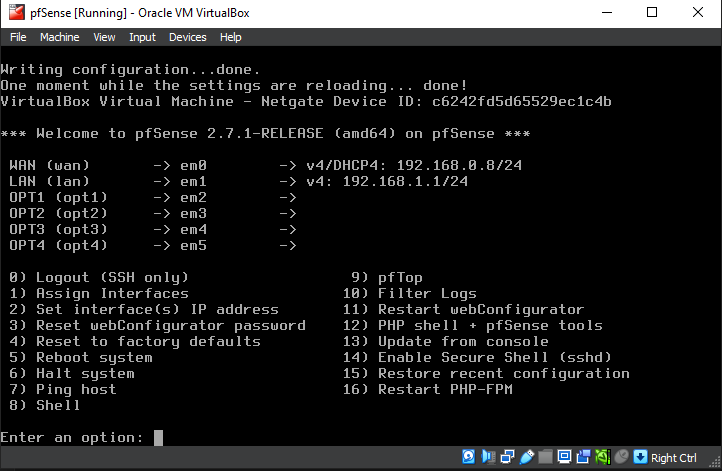 pfSense [Running] - Oracle VM VirtualBox
File Machine View Input Devices Help
Writing configuration...done.
One moment while the settings are reloading... done!
VirtualBox Virtual Machine - Netgate Device ID: c6242fd5d65529ec1c4b
*** Welcome to pfSense 2.7.1-RELEASE (amd64) on pfSense ***
WAN (wan) -> em0 -> v4/DHCP4: 192.168.0.8/24
LAN (lan) -> em1 -> v4: 192.168.1.1/24
OPT1 (opt1) -> em2 ->
OPT2 (opt2) -> em3 ->
OPT3 (opt3) -> em4 ->
OPT4 (opt4) -> em5 ->
0) Logout (SSH only) 9) pfTop
1) Assign Interfaces 10) Filter Logs
2) Set interface(s) IP address 11) Restart webConfigurator
3) Reset webConfigurator password 12) PHP shell + pfSense tools
4) Reset to factory defaults 13) Update from console
5) Reboot system 14) Enable Secure Shell (sshd)
6) Halt system 15) Restore recent configuration
7) Ping host 16) Restart PHP-FPM
8) Shell
Enter an option:
Right Ctrl